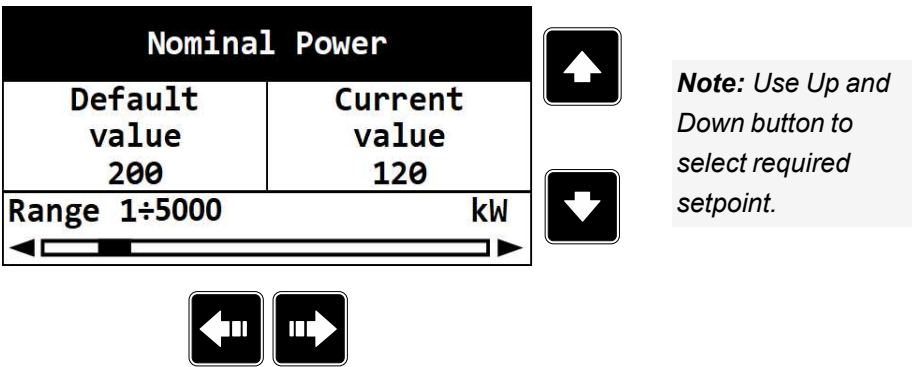 Nominal Power
Default
value
200
Current
value
120
Range 1÷5000 kW
Note: Use Up and
Down button to
select required
setpoint.